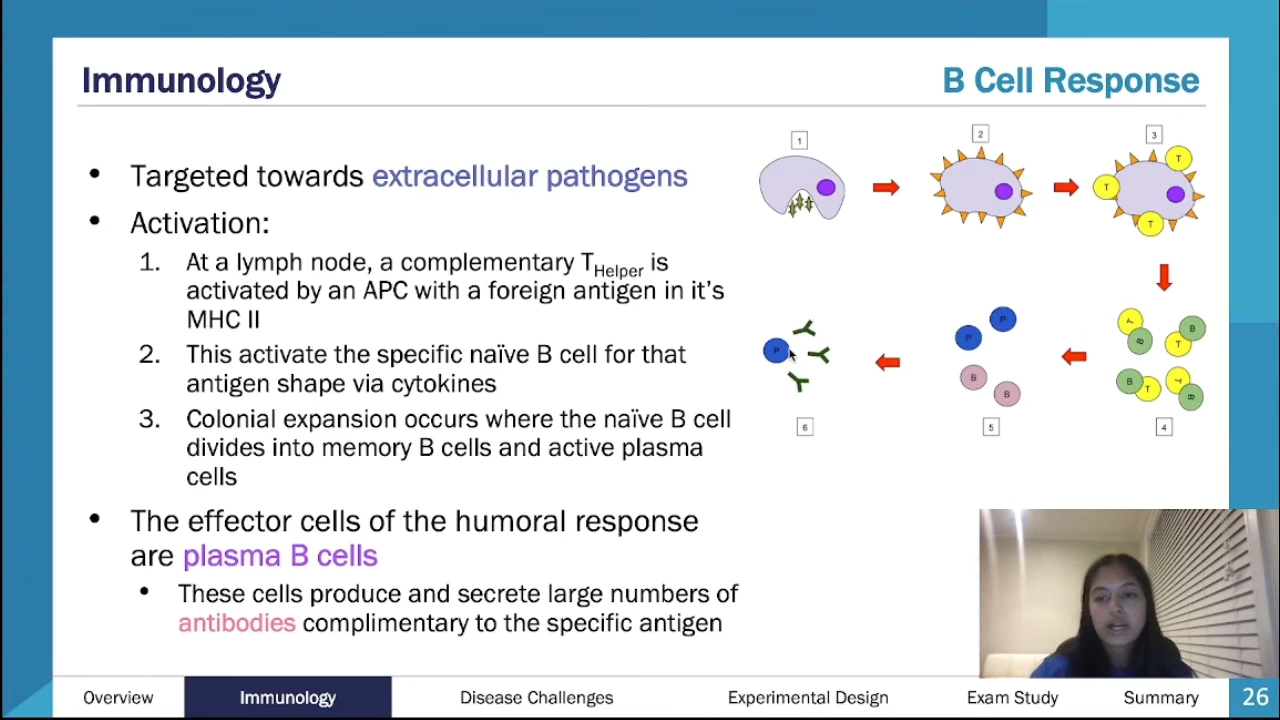 Immunology
B Cell Response
• Targeted towards extracellular pathogens
• Activation:
1. At a lymph node, a complementary THelper is
activated by an APC with a foreign antigen in it's
MHC II
2. This activate the specific naïve B cell for that
antigen shape via cytokines
3. Colonial expansion occurs where the naïve B cell
divides into memory B cells and active plasma
cells
• The effector cells of the humoral response
are plasma B cells
• These cells produce and secrete large numbers of
antibodies complimentary to the specific antigen
1
2
3
T
T
T
T
B
B
T
B
T
T
B
4
P
P
B
B
5
P
6
Overview
Immunology
Disease Challenges
Experimental Design
Exam Study
Summary
26